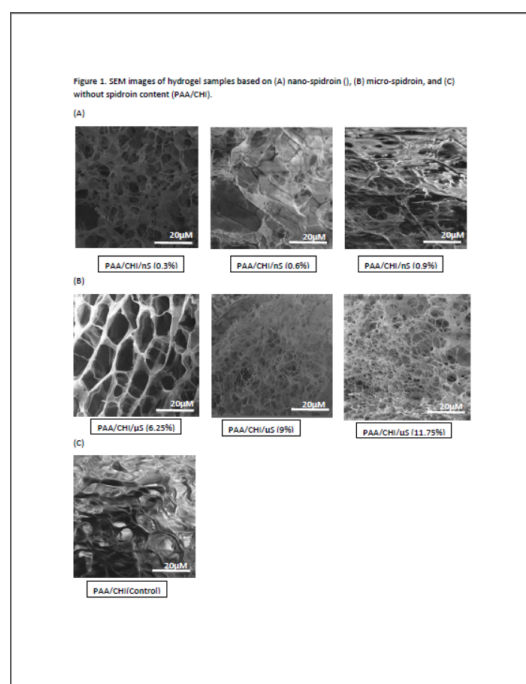 Figure 1. SEM images of hydrogel samples based on (A) nano-spidroin (), (B) micro-spidroin, and (C)
without spidroin content (PAA/CHI).
(A)
20µM 20µM 20µM
PAA/CHI/nS (0.3%) PAA/CHI/nS (0.6%) PAA/CHI/nS (0.9%)
(B)
20µM 20µM 20µM
PAA/CHI/µS (6.25%) PAA/CHI/µS (9%) PAA/CHI/µS (11.75%)
(C)
20µM
PAA/CHI(Control)